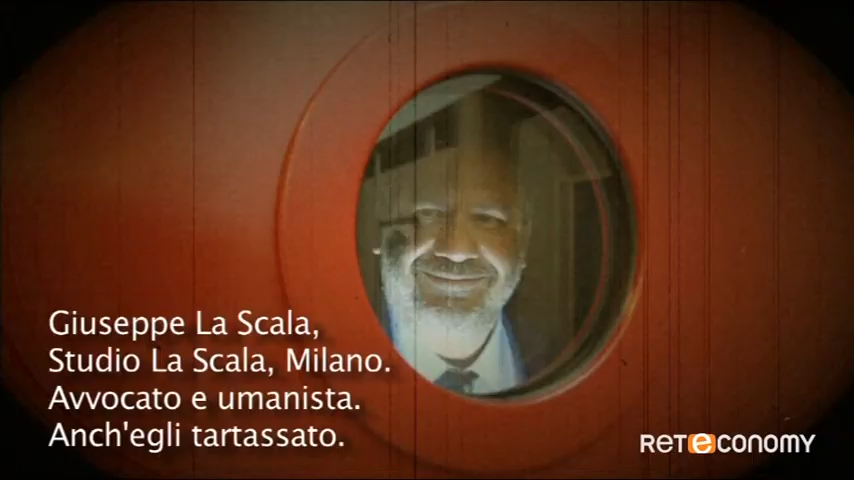 Giuseppe La Scala,
Studio La Scala, Milano.
Avvocato e umanista.
Anch'egli tartassato.
RETeCONOMY